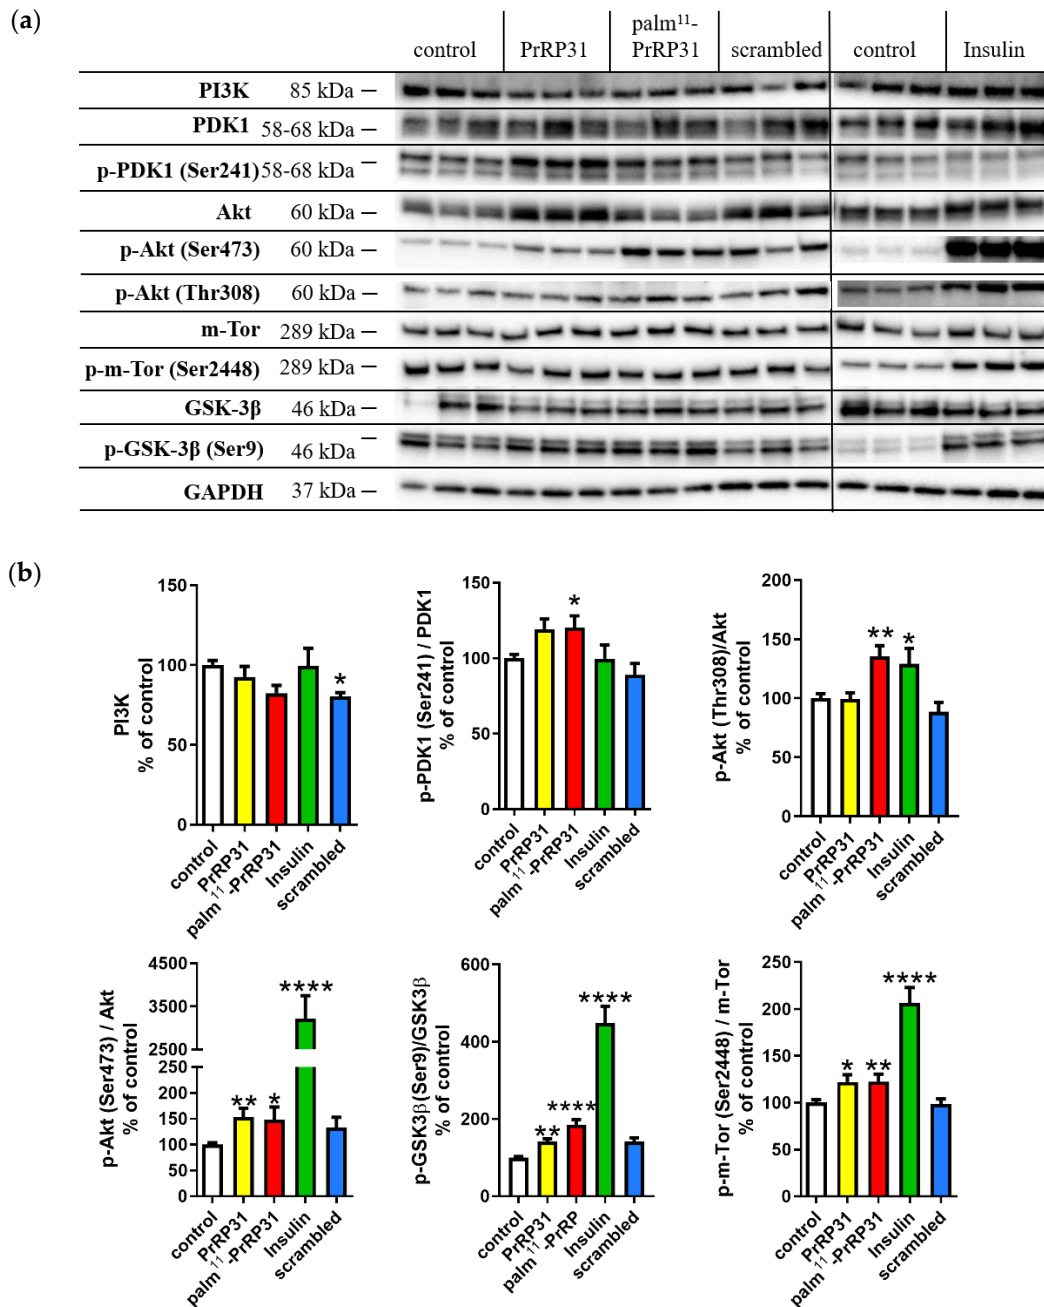 (a)
control PrRP31 palm¹¹- PrRP31 scrambled control Insulin
PI3K 85 kDa
PDK1 58-68 kDa
p-PDK1 (Ser241) 58-68 kDa
Akt 60 kDa
p-Akt (Ser473) 60 kDa
p-Akt (Thr308) 60 kDa
m-Tor 289 kDa
p-m-Tor (Ser2448) 289 kDa
GSK-3β 46 kDa
p-GSK-3β (Ser9) 46 kDa
GAPDH 37 kDa
(b)
PI3K
% of control
150
100
50
0
*
control
PrRP31
palm¹¹-PrRP31
Insulin
scrambled
p-PDK1 (Ser241) / PDK1
% of control
150
100
50
0
*
control
PrRP31
palm¹¹-PrRP31
Insulin
scrambled
p-Akt (Thr308)/Akt
% of control
200
150
100
50
0
** *
control
PrRP31
palm¹¹-PrRP31
Insulin
scrambled
p-Akt (Ser473) / Akt
% of control
4500
3500
2500
250
200
150
100
50
0
** * ****
control
PrRP31
palm¹¹-PrRP31
Insulin
scrambled
p-GSK3β (Ser9)/GSK3β
% of control
600
400
200
0
** **** ****
control
PrRP31
palm¹¹-PrRP
Insulin
scrambled
p-m-Tor (Ser2448) / m-Tor
% of control
250
200
150
100
50
0
* ** ****
control
PrRP31
palm¹¹-PrRP31
Insulin
scrambled